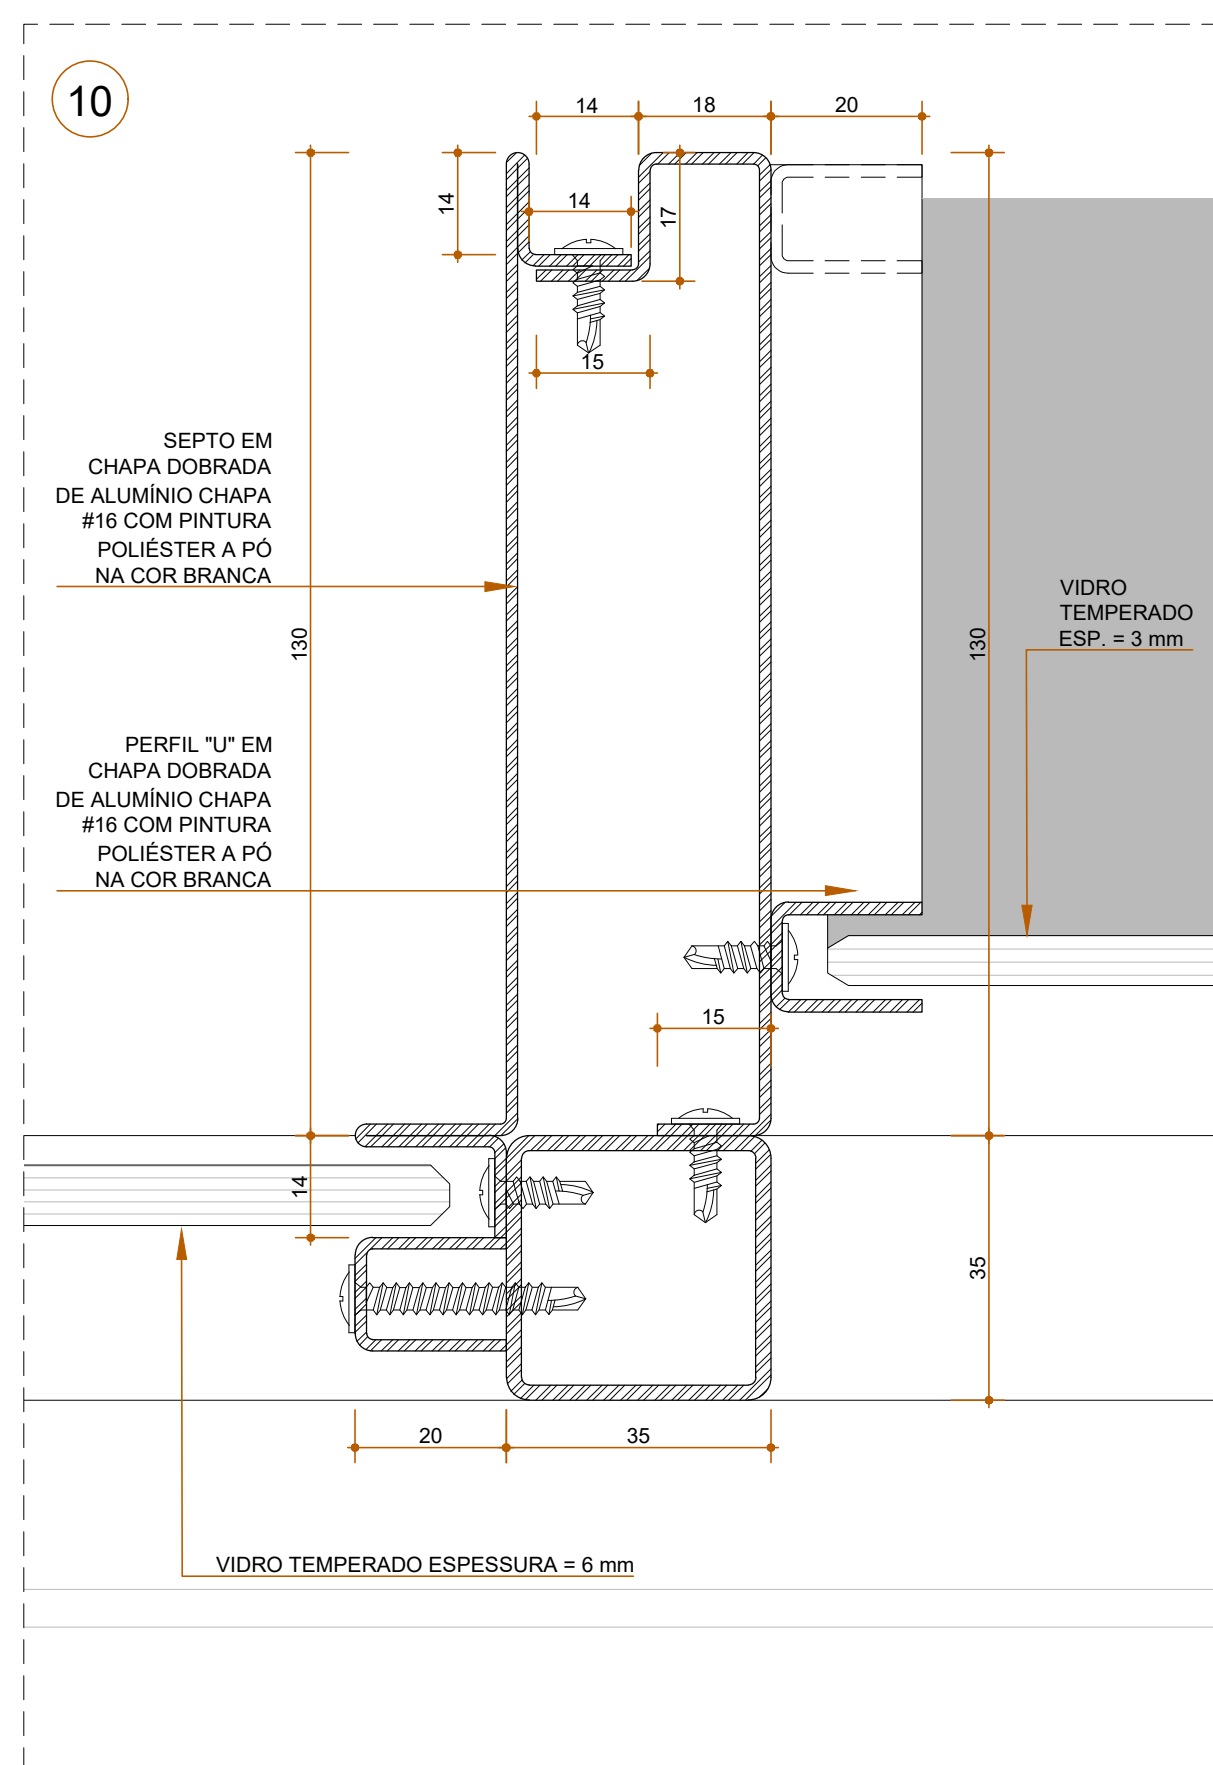 10
14
18
20
14
14
17
15
SEPTO EM
CHAPA DOBRADA
DE ALUMÍNIO CHAPA
#16 COM PINTURA
POLIÉSTER A PÓ
NA COR BRANCA
VIDRO
TEMPERADO
ESP. = 3 mm
130
130
PERFIL "U" EM
CHAPA DOBRADA
DE ALUMÍNIO CHAPA
#16 COM PINTURA
POLIÉSTER A PÓ
NA COR BRANCA
15
14
35
20
35
VIDRO TEMPERADO ESPESSURA = 6 mm